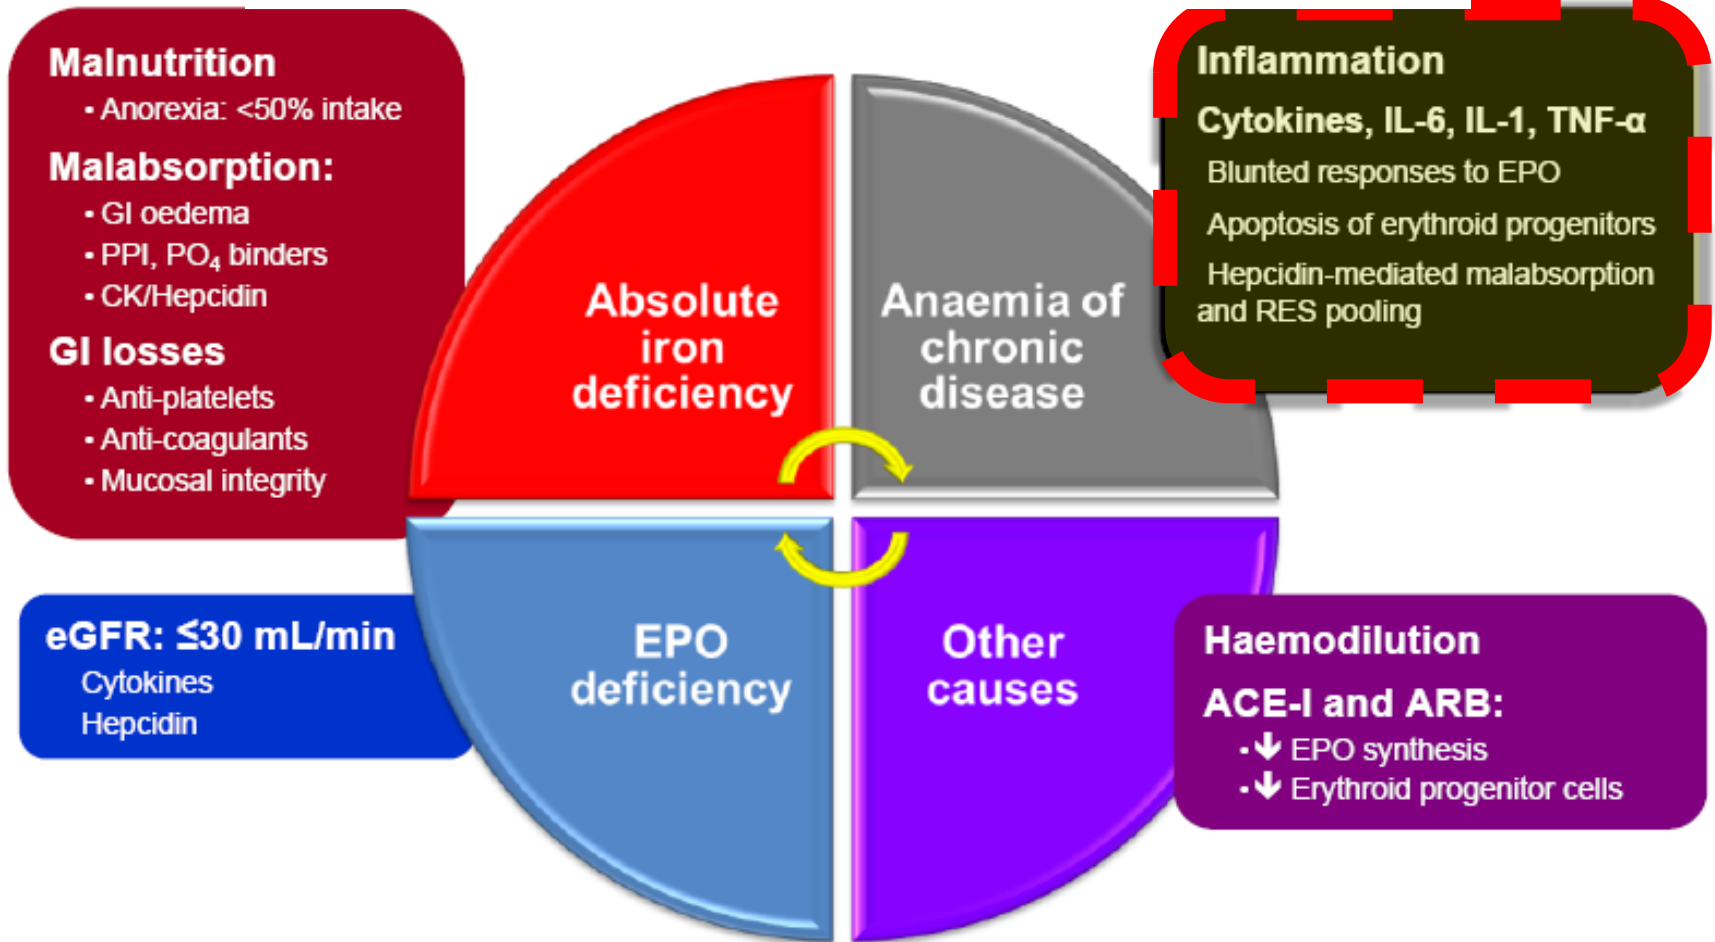 Malnutrition
• Anorexia: <50% intake
Malabsorption:
• GI oedema
• PPI, PO₄ binders
• CK/Hepcidin
GI losses
• Anti-platelets
• Anti-coagulants
• Mucosal integrity
Absolute
iron
deficiency
Anaemia of
chronic
disease
Inflammation
Cytokines, IL-6, IL-1, TNF-α
Blunted responses to EPO
Apoptosis of erythroid progenitors
Hepcidin-mediated malabsorption
and RES pooling
eGFR: ≤30 mL/min
Cytokines
Hepcidin
EPO
deficiency
Other
causes
Haemodilution
ACE-I and ARB:
• ↓ EPO synthesis
• ↓ Erythroid progenitor cells